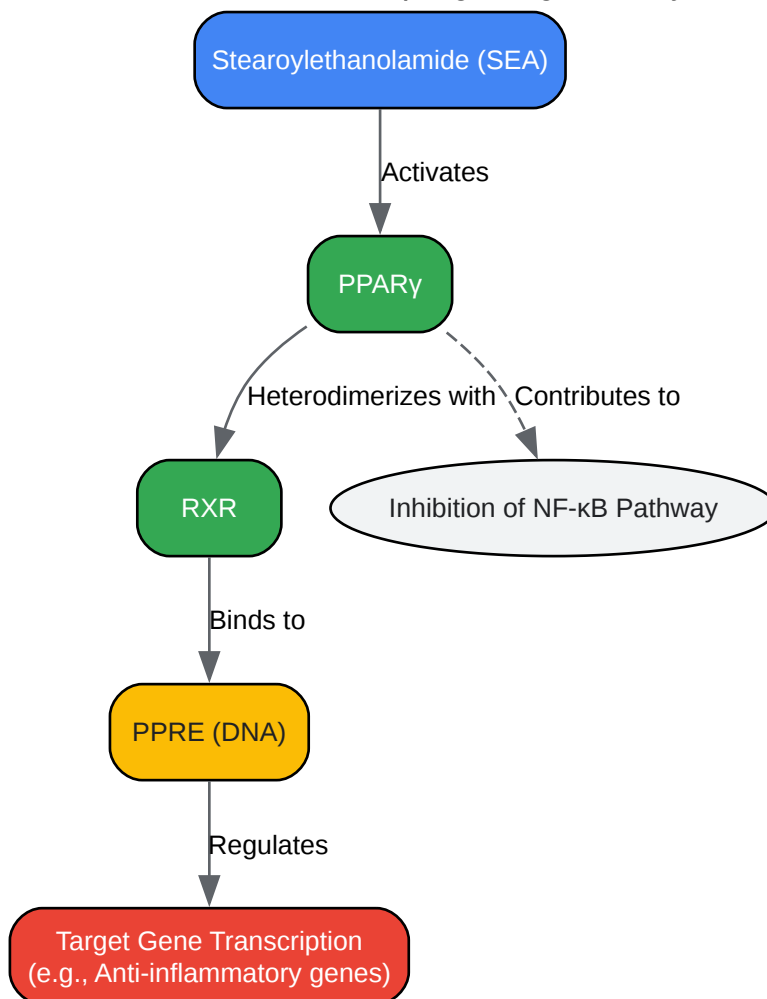 Stearoylethanolamide (SEA)
Activates
PPARγ
Heterodimerizes with
Contributes to
RXR
Inhibition of NF-κB Pathway
Binds to
PPRE (DNA)
Regulates
Target Gene Transcription
(e.g., Anti-inflammatory genes)